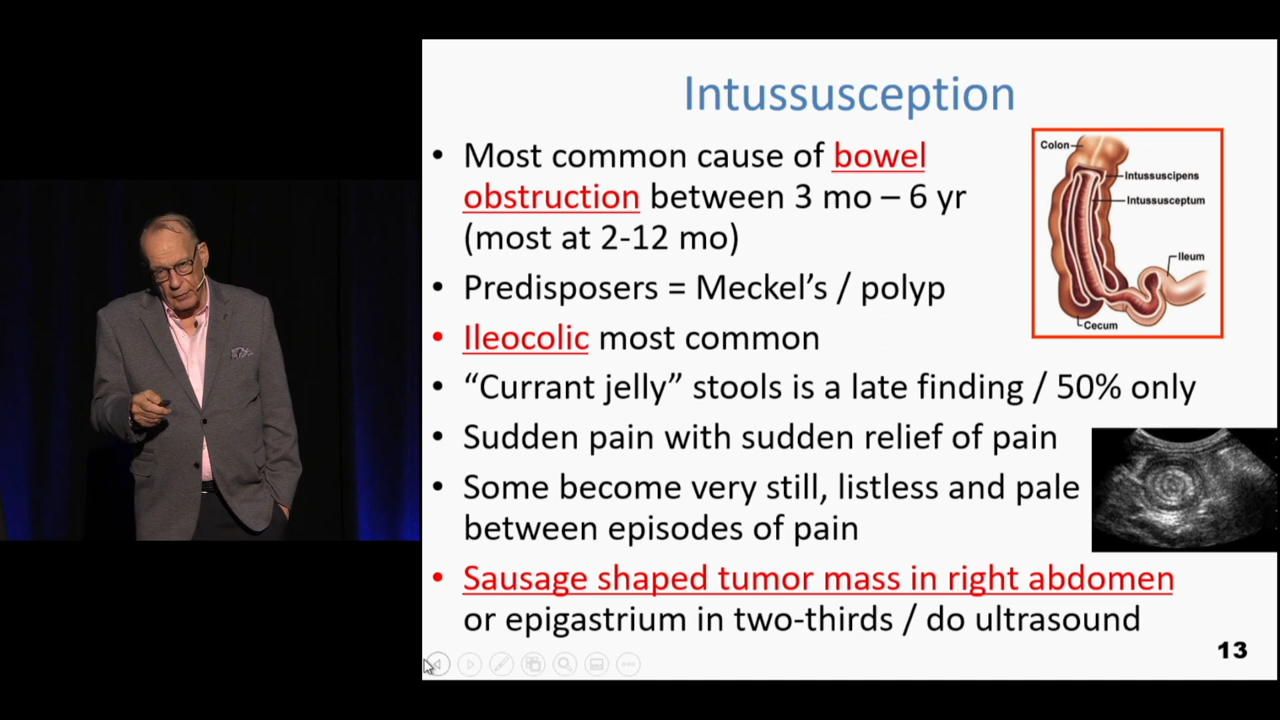 Intussusception
• Most common cause of bowel
obstruction between 3 mo – 6 yr
(most at 2-12 mo)
• Predisposers = Meckel’s / polyp
• Ileocolic most common
• “Currant jelly” stools is a late finding / 50% only
• Sudden pain with sudden relief of pain
• Some become very still, listless and pale
between episodes of pain
• Sausage shaped tumor mass in right abdomen
or epigastrium in two-thirds / do ultrasound
Colon
Intussuscipens
Intussusceptum
Ileum
Cecum
13